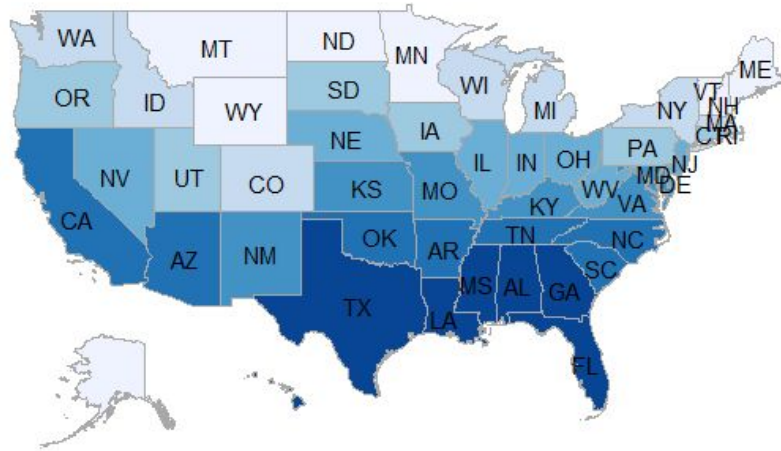 WA
MT
ND
MN
ME
VT
OR
ID
SD
WI
MI
NY
NH
WY
MA
IA
CT
RI
NE
PA
NV
UT
CO
IL
IN
OH
NJ
MD
DE
KS
MO
WV
CA
KY
VA
OK
AR
TN
NC
AZ
NM
SC
TX
MS
AL
GA
LA
FL